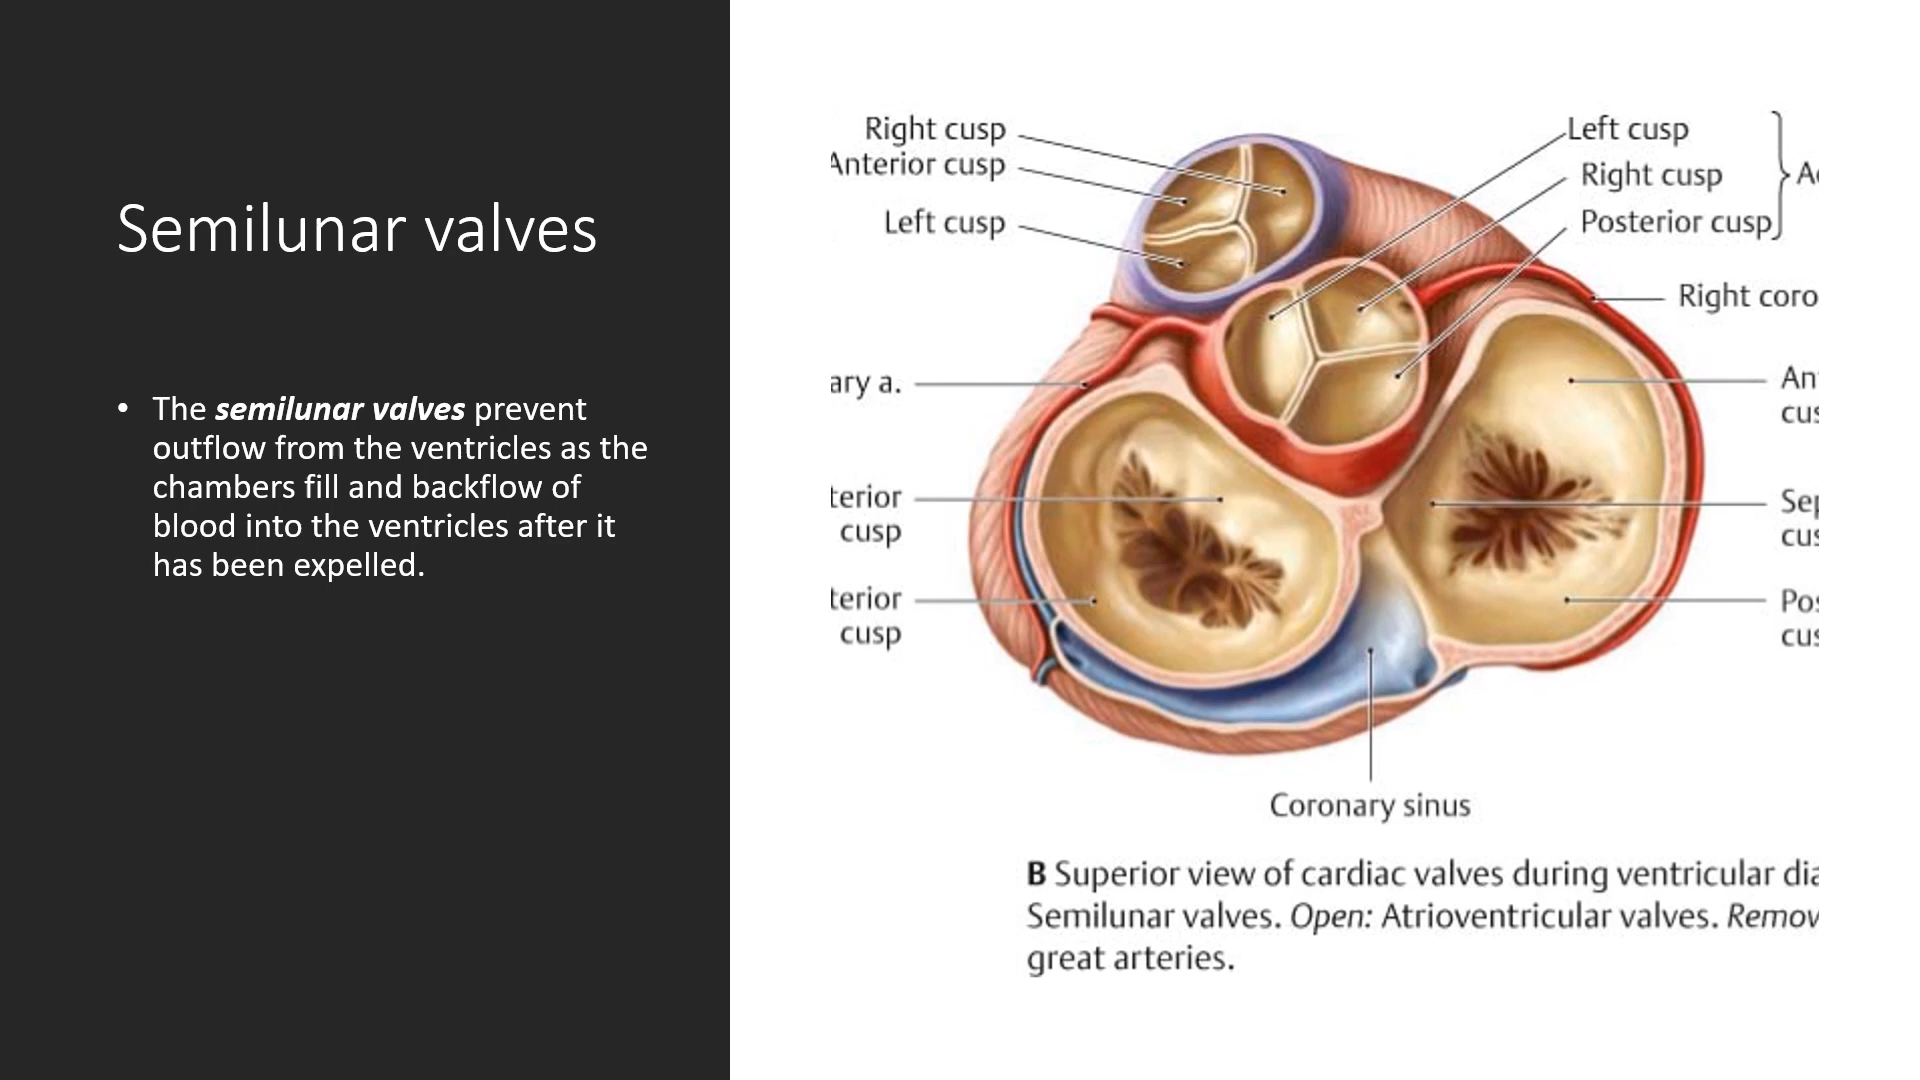 Semilunar valves
• The semilunar valves prevent
outflow from the ventricles as the
chambers fill and backflow of
blood into the ventricles after it
has been expelled.
Right cusp
Anterior cusp
Left cusp
ary a.
terior
cusp
terior
cusp
Left cusp
Right cusp
Posterior cusp
Right coro
cus
Sep
cus
Pos
cus
Coronary sinus
B Superior view of cardiac valves during ventricular dia
Semilunar valves. Open: Atrioventricular valves. Remov
great arteries.